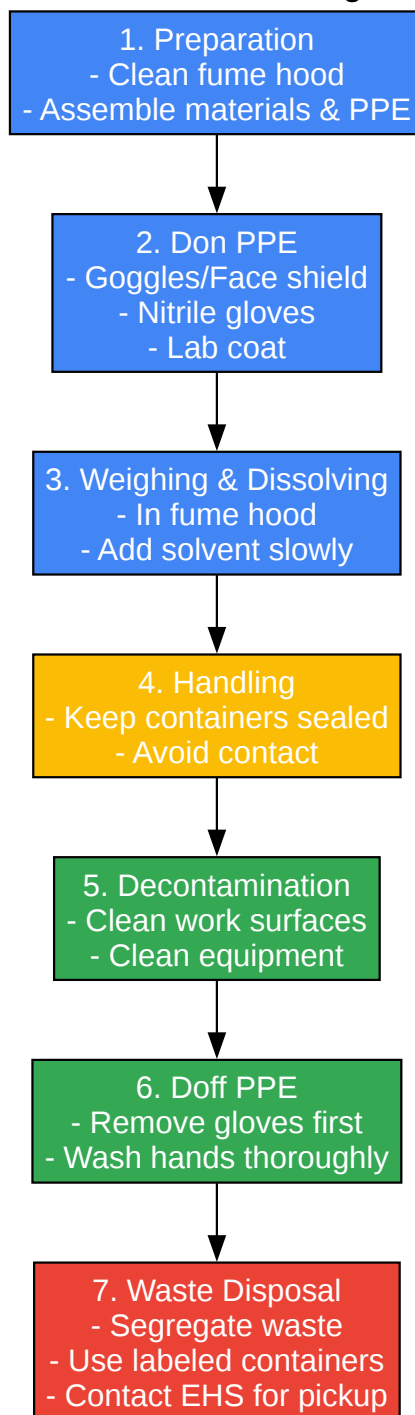 1. Preparation
- Clean fume hood
- Assemble materials & PPE
2. Don PPE
- Goggles/Face shield
- Nitrile gloves
- Lab coat
3. Weighing & Dissolving
- In fume hood
- Add solvent slowly
4. Handling
- Keep containers sealed
- Avoid contact
5. Decontamination
- Clean work surfaces
- Clean equipment
6. Doff PPE
- Remove gloves first
- Wash hands thoroughly
7. Waste Disposal
- Segregate waste
- Use labeled containers
- Contact EHS for pickup